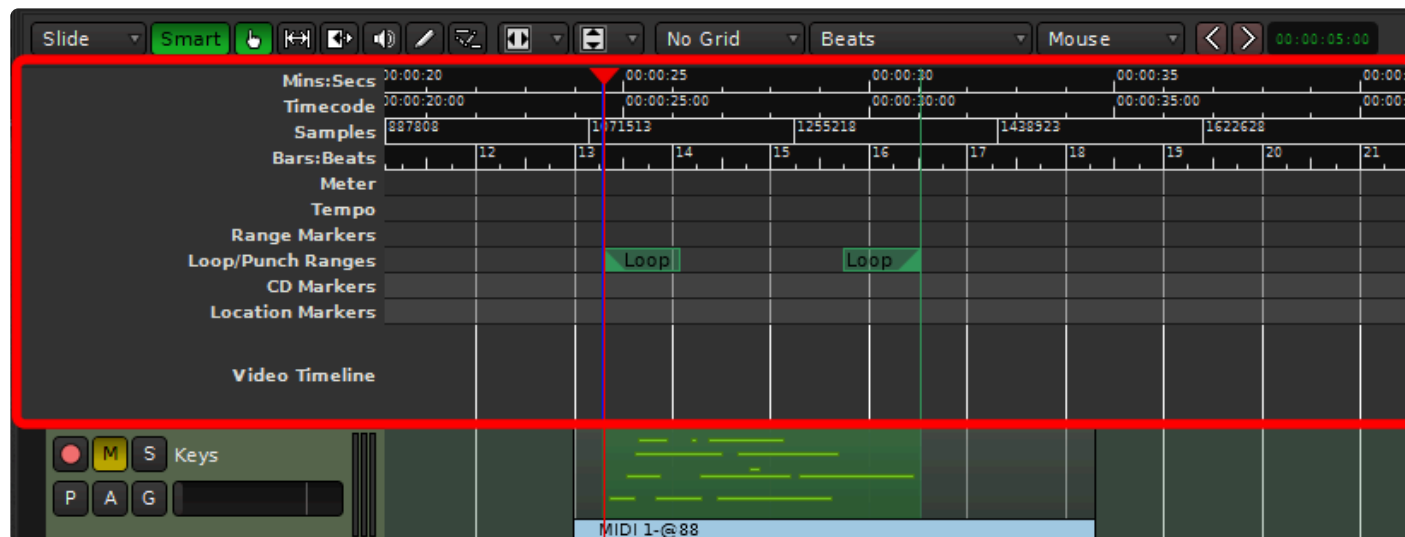 Slide Smart No Grid Beats Mouse 00:00:05:00
Mins:Secs 00:00:20 00:00:25 00:00:30 00:00:35 00:00:
Timecode 00:00:20:00 00:00:25:00 00:00:30:00 00:00:35:00 00:00:
Samples 887808 1071513 1255218 1438923 1622628
Bars:Beats 12 13 14 15 16 17 18 19 20 21
Meter
Tempo
Range Markers
Loop/Punch Ranges Loop Loop
CD Markers
Location Markers
Video Timeline
M S Keys
P A G
MIDI 1-@88